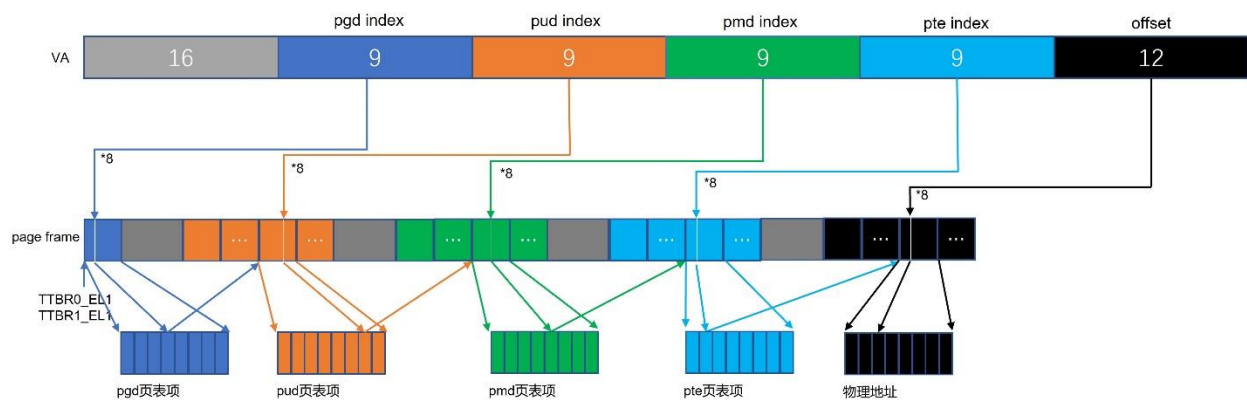 pgd index
pud index
pmd index
pte index
offset
VA
16
9
9
9
9
12
*8
*8
*8
*8
*8
page frame
...
...
...
...
...
...
...
...
TTBR0_EL1
TTBR1_EL1
pgd页表项
pud页表项
pmd页表项
pte页表项
物理地址